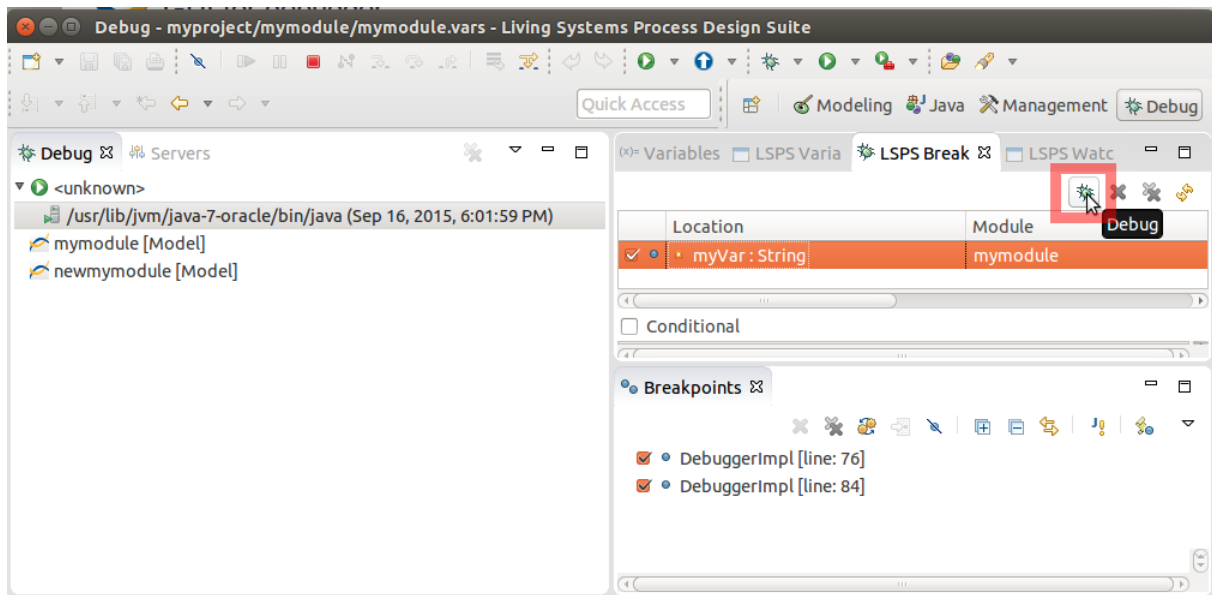 Debug - myproject/mymodule/mymodule.vars - Living Systems Process Design Suite
Quick Access
Modeling
Java
Management
Debug
Debug
Servers
<unknown>
/usr/lib/jvm/java-7-oracle/bin/java (Sep 16, 2015, 6:01:59 PM)
mymodule [Model]
newmymodule [Model]
(x)= Variables
LSPS Varia
LSPS Break
LSPS Watc
Debug
Location
Module
myVar : String
mymodule
Conditional
Breakpoints
DebuggerImpl [line: 76]
DebuggerImpl [line: 84]